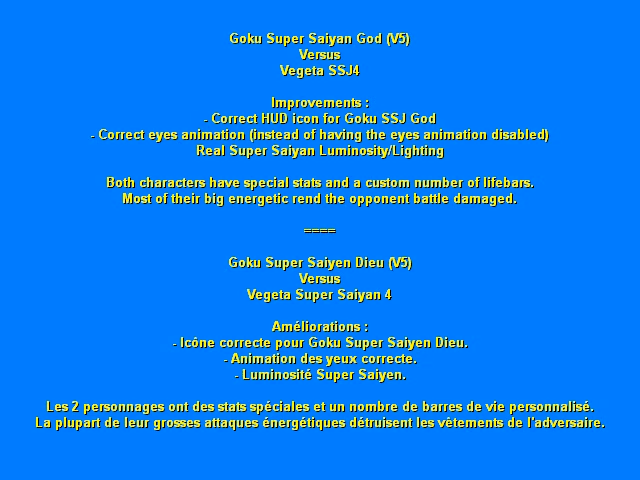 Goku Super Saiyan God (V5)
Versus
Vegeta SSJ4
Improvements :
- Correct HUD icon for Goku SSJ God
- Correct eyes animation (instead of having the eyes animation disabled)
Real Super Saiyan Luminosity/Lighting
Both characters have special stats and a custom number of lifebars.
Most of their big energetic rend the opponent battle damaged.
====
Goku Super Saiyen Dieu (V5)
Versus
Vegeta Super Saiyan 4
Améliorations :
- Icône correcte pour Goku Super Saiyen Dieu.
- Animation des yeux correcte.
- Luminosité Super Saiyen.
Les 2 personnages ont des stats spéciales et un nombre de barres de vie personnalisé.
La plupart de leur grosses attaques énergétiques détruisent les vêtements de l'adversaire.